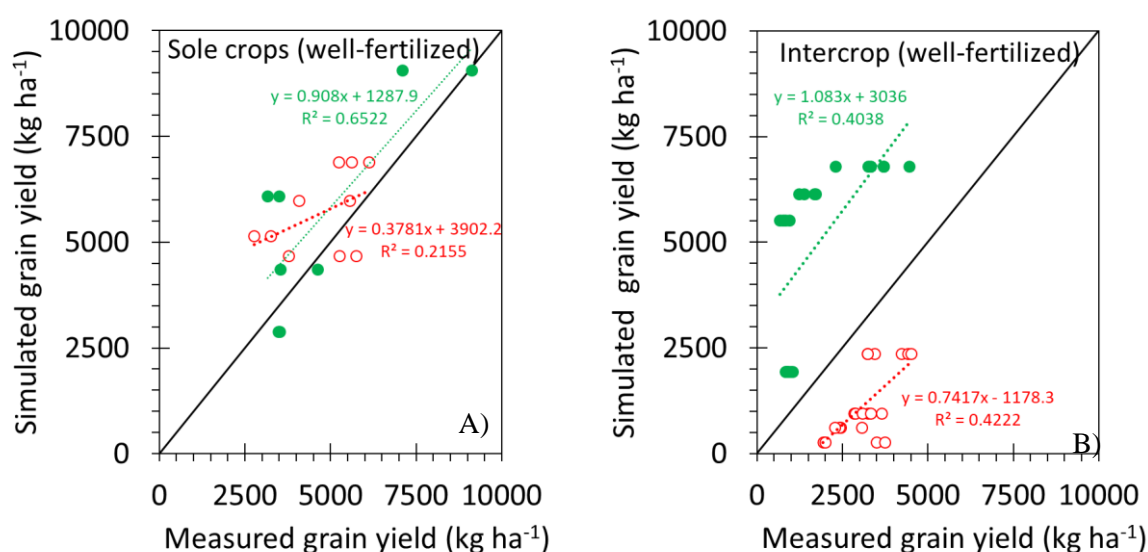 Simulated grain yield (kg ha⁻¹)
10000
7500
5000
2500
0
Sole crops (well-fertilized)
y = 0.908x + 1287.9
R² = 0.6522
y = 0.3781x + 3902.2
R² = 0.2155
A)
0 2500 5000 7500 10000
Measured grain yield (kg ha⁻¹)
Simulated grain yield (kg ha⁻¹)
10000
7500
5000
2500
0
Intercrop (well-fertilized)
y = 1.083x + 3036
R² = 0.4038
y = 0.7417x - 1178.3
R² = 0.4222
B)
0 2500 5000 7500 10000
Measured grain yield (kg ha⁻¹)